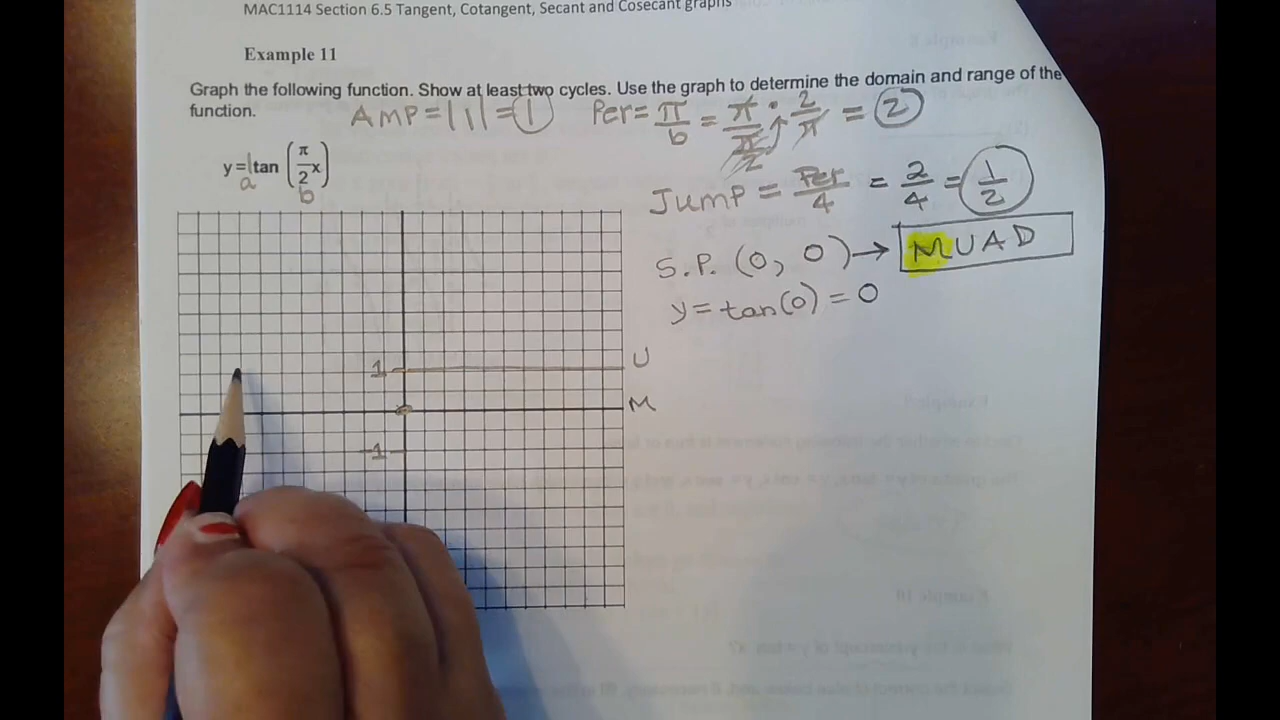 MAC1114 Section 6.5 Tangent, Cotangent, Secant and Cosecant graphs
Example 11
Graph the following function. Show at least two cycles. Use the graph to determine the domain and range of the
function.
AMP = |1| = 1
Per = π/b = π/(π/2) · 2/π = 2
y = 1 tan (π/2 x)
a b
Jump = Per/4 = 2/4 = 1/2
S.P. (0, 0) → MUAD
y = tan(0) = 0
1 U
M
-1